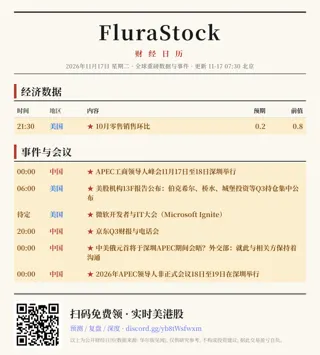 FluraStock
财经日历
2026年11月17日 星期二 · 全球重磅数据与事件 · 更新 11-17 07:30 北京
经济数据
时间 地区 内容 预期 前值
21:30 美国 ★ 10月零售销售环比 0.2 0.8
事件与会议
00:00 中国 ★ APEC工商领导人峰会11月17日至18日深圳举行
06:00 美国 ★ 美股机构13F报告公布：伯克希尔、桥水、城堡投资等Q3持仓集中公
布
待定 美国 ★ 微软开发者与IT大会（Microsoft Ignite）
20:00 中国 ★ 京东Q3财报与电话会
00:00 中国 ★ 中美俄元首将于深圳APEC期间会晤？外交部：就此与相关方保持着
沟通
00:00 中国 ★ 2026年APEC领导人非正式会议18日至19日在深圳举行
扫码免费领 · 实时美港股
预测 / 复盘 / 深度 · discord.gg/yh8tWsfwxm